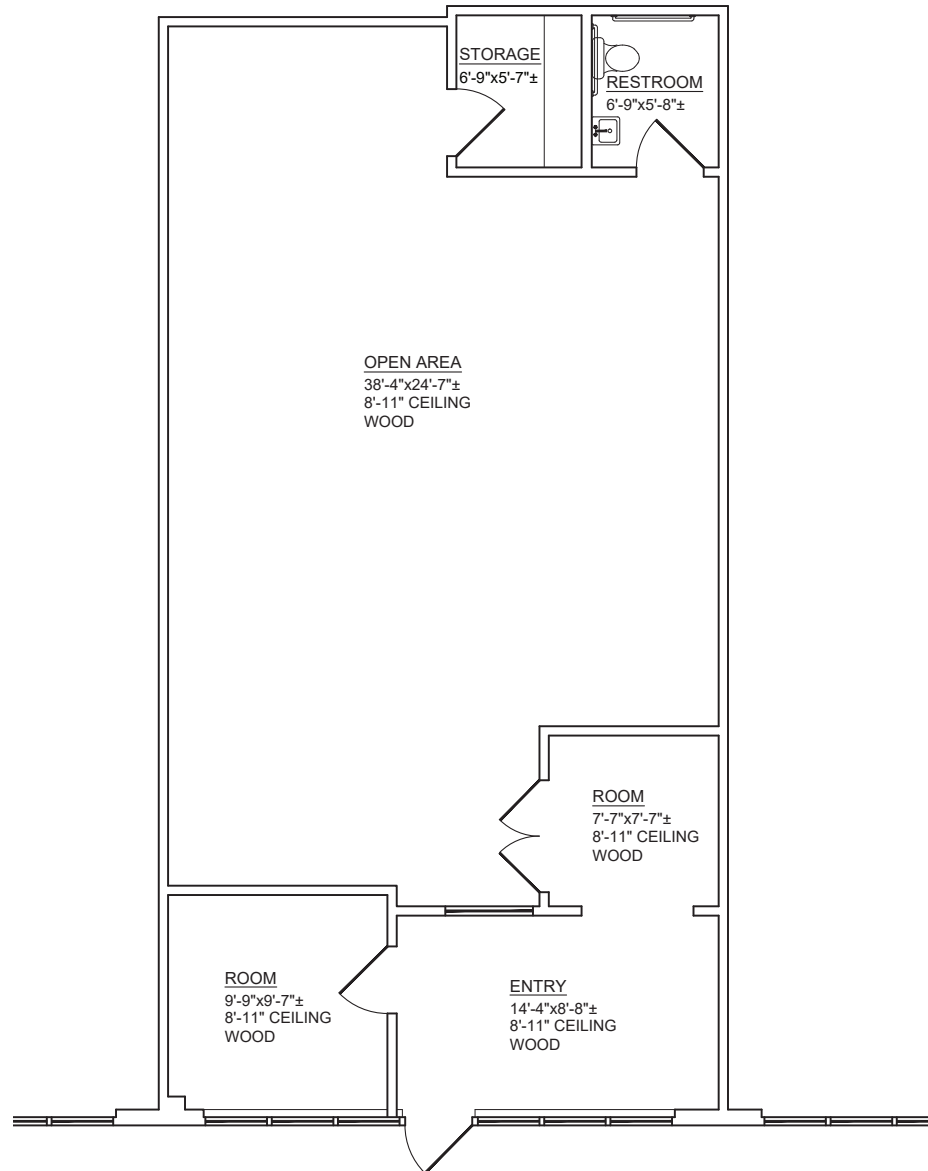 STORAGE
6'-9"x5'-7"±
RESTROOM
6'-9"x5'-8"±
OPEN AREA
38'-4"x24'-7"±
8'-11" CEILING
WOOD
ROOM
7'-7"x7'-7"±
8'-11" CEILING
WOOD
ROOM
9'-9"x9'-7"±
8'-11" CEILING
WOOD
ENTRY
14'-4"x8'-8"±
8'-11" CEILING
WOOD